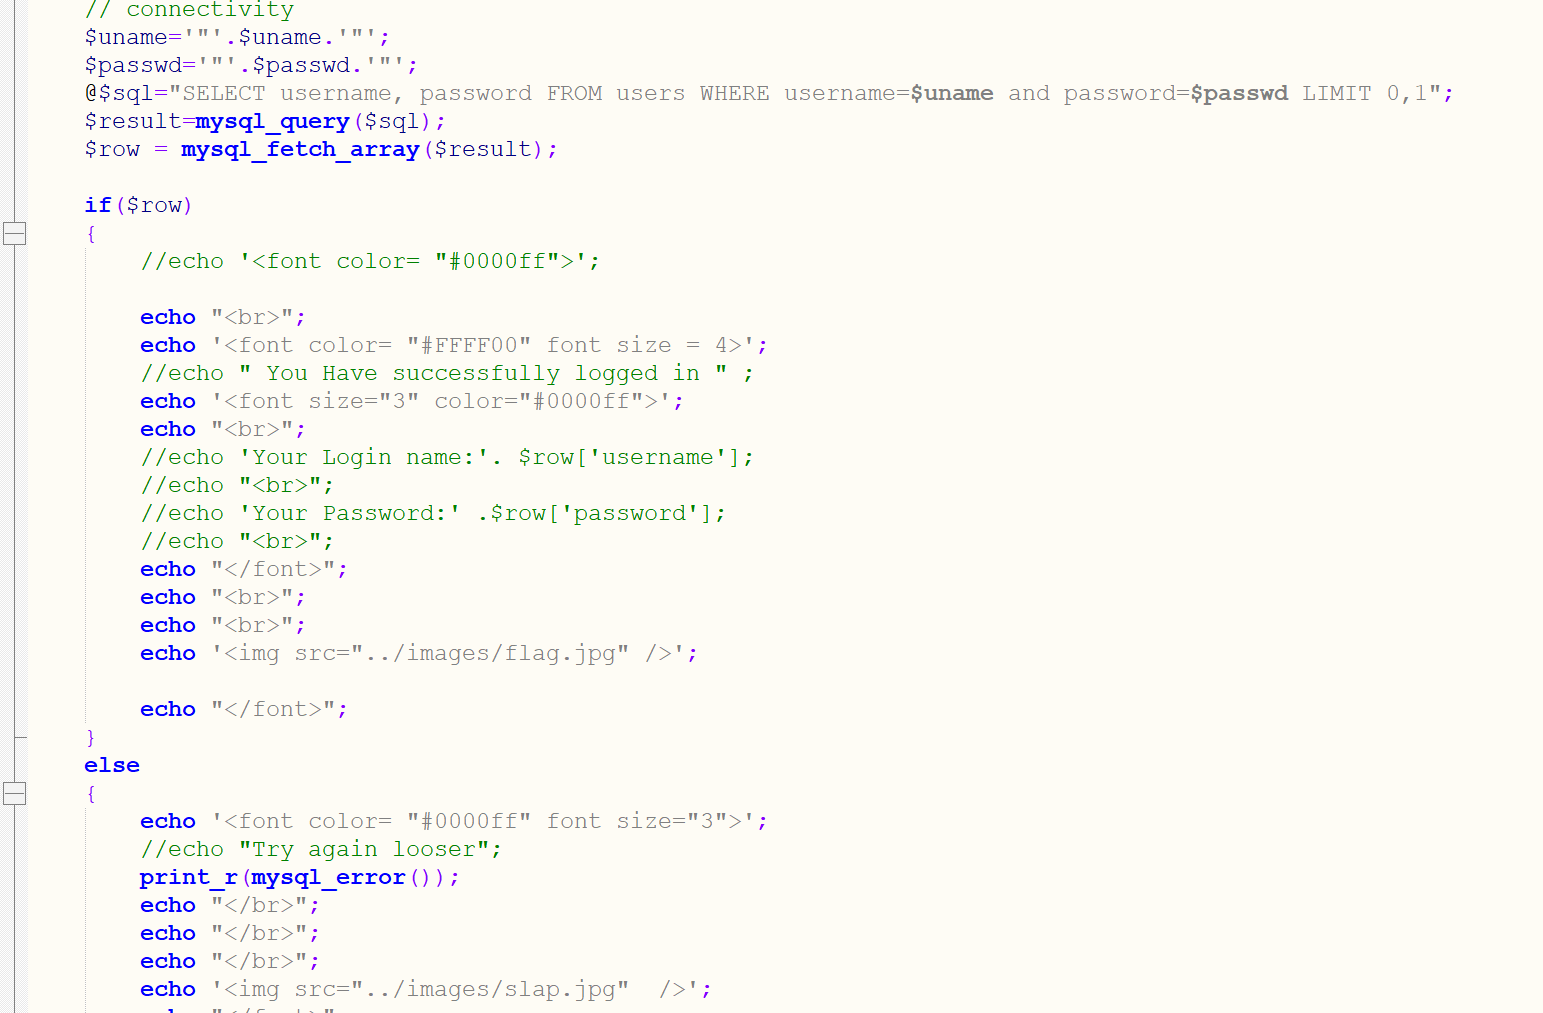 // connectivity
$uname='"'.$uname.'"';
$passwd='"'.$passwd.'"';
@$sql="SELECT username, password FROM users WHERE username=$uname and password=$passwd LIMIT 0,1";
$result=mysql_query($sql);
$row = mysql_fetch_array($result);
if($row)
{
//echo '<font color= "#0000ff">';
echo "<br>";
echo '<font color= "#FFFF00" font size = 4>';
//echo " You Have successfully logged in " ;
echo '<font size="3" color="#0000ff">';
echo "<br>";
//echo 'Your Login name:'. $row['username'];
//echo "<br>";
//echo 'Your Password:' .$row['password'];
//echo "<br>";
echo "</font>";
echo "<br>";
echo "<br>";
echo '<img src="../images/flag.jpg" />';
echo "</font>";
}
else
{
echo '<font color= "#0000ff" font size="3">';
//echo "Try again looser";
print_r(mysql_error());
echo "</br>";
echo "</br>";
echo "</br>";
echo '<img src="../images/slap.jpg"  />';